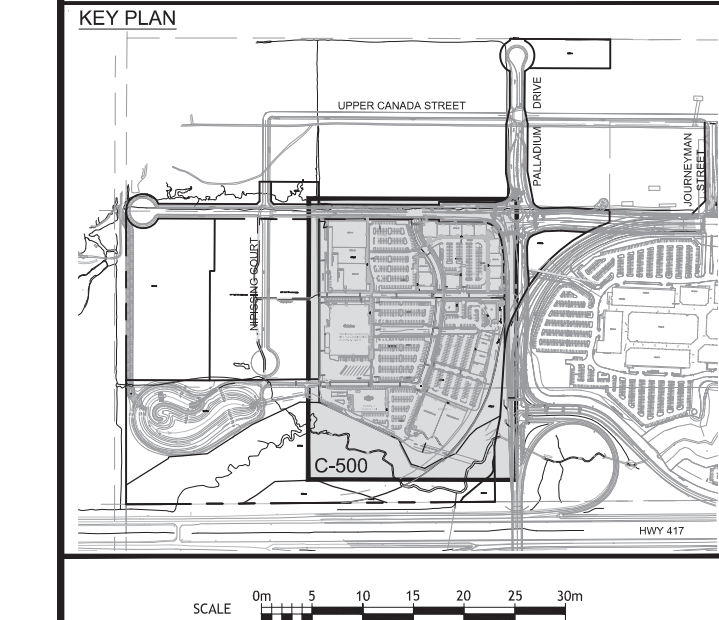 KEY PLAN
UPPER CANADA STREET
PALLADIUM DRIVE
JOURNEYMAN
STREET
NIPISSING COURT
C-500
HWY 417
SCALE
0m 5 10 15 20 25 30m